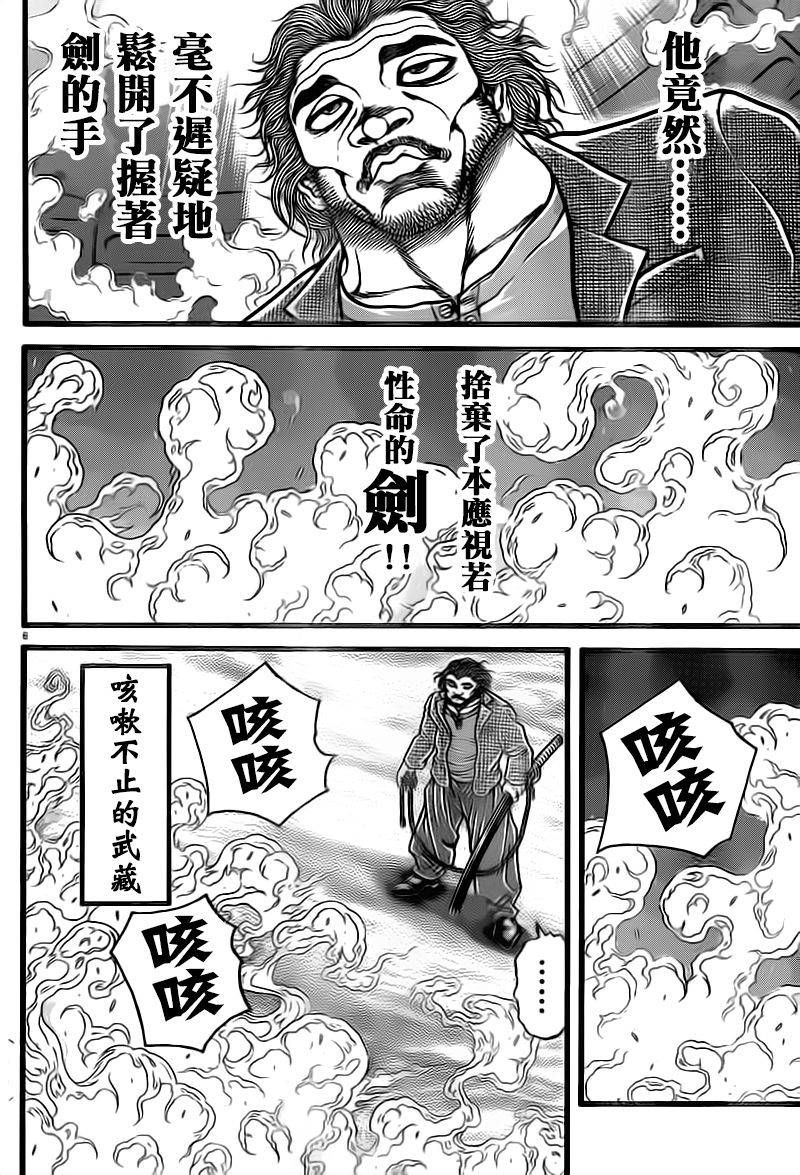 他竟然……
毫不遲疑地
鬆開了握著
劍的手
捨棄了本應視若
性命的劍!!
咳
咳
咳
咳
……
咳嗽不止的武藏
咳
咳